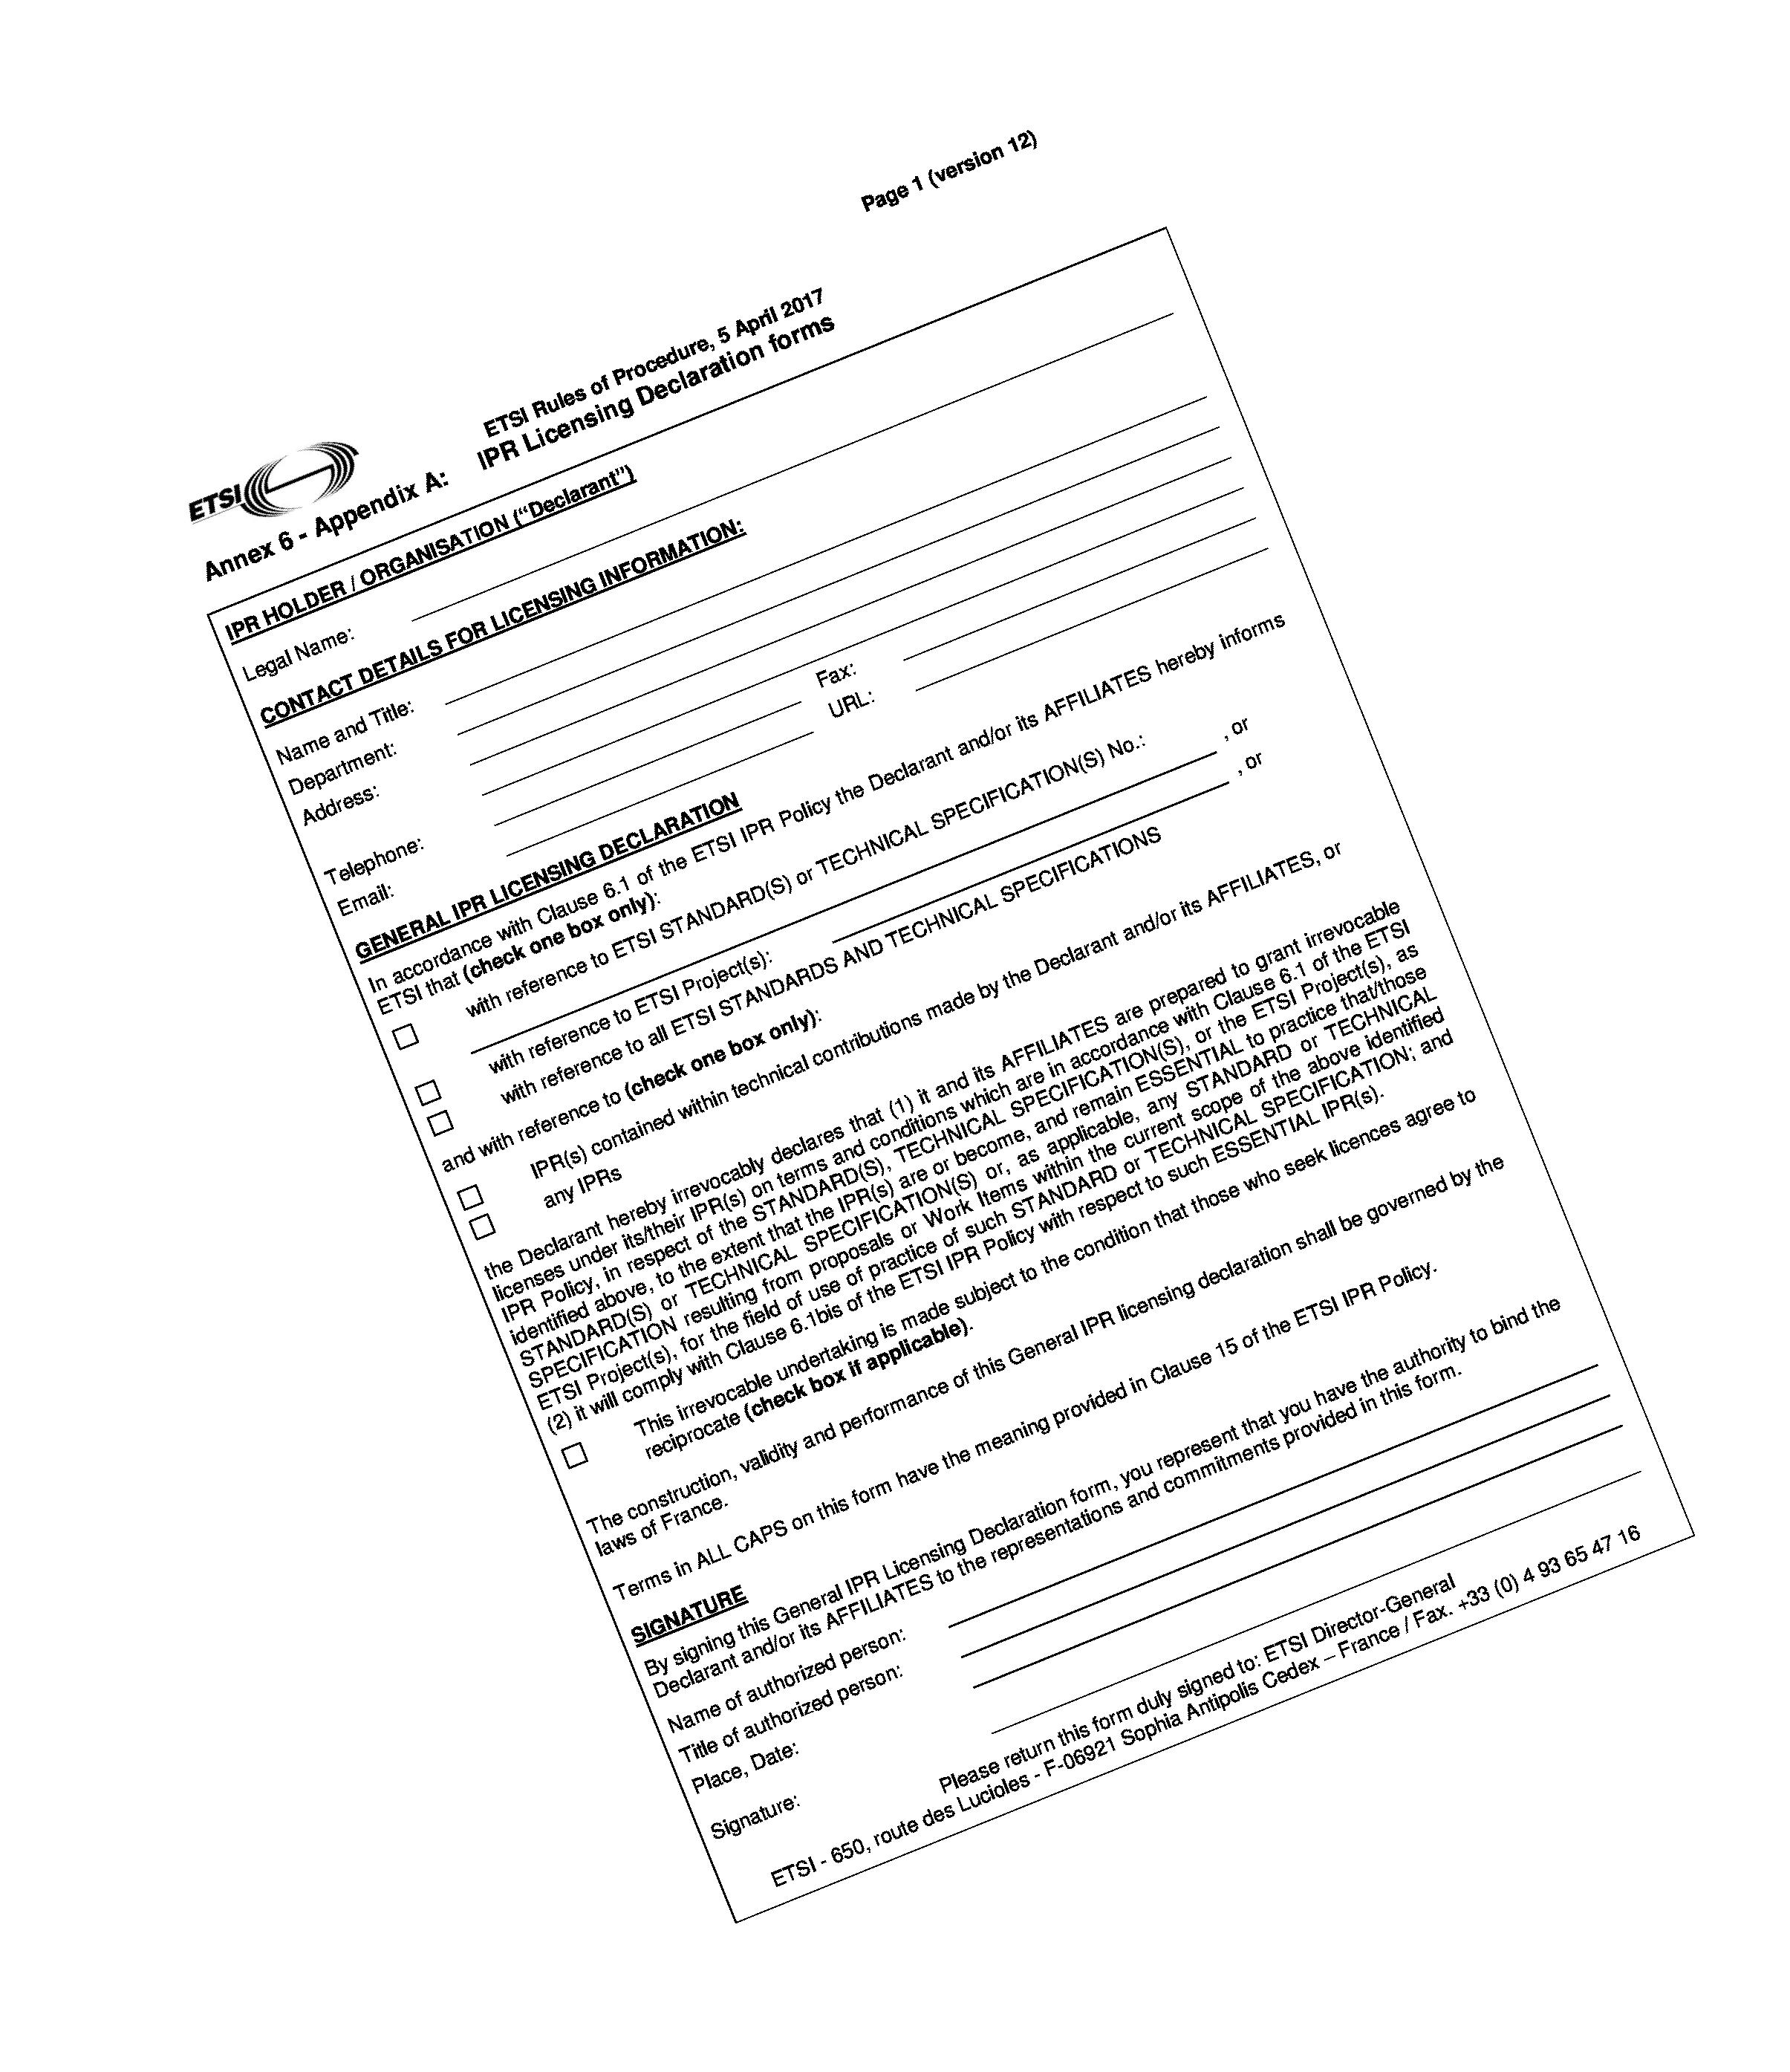 Page 1 (version 12)
ETSI
ETSI Rules of Procedure, 5 April 2017
Annex 6 - Appendix A: IPR Licensing Declaration forms
IPR HOLDER / ORGANISATION (“Declarant”)
Legal Name:
CONTACT DETAILS FOR LICENSING INFORMATION:
Name and Title:
Department:
Address:
Telephone: Fax:
Email: URL:
GENERAL IPR LICENSING DECLARATION
In accordance with Clause 6.1 of the ETSI IPR Policy the Declarant and/or its AFFILIATES hereby informs
ETSI that (check one box only):
with reference to ETSI STANDARD(S) or TECHNICAL SPECIFICATION(S) No.:
, or
with reference to ETSI Project(s): , or
with reference to all ETSI STANDARDS AND TECHNICAL SPECIFICATIONS
and with reference to (check one box only):
IPR(s) contained within technical contributions made by the Declarant and/or its AFFILIATES, or
any IPRs
the Declarant hereby irrevocably declares that (1) it and its AFFILIATES are prepared to grant irrevocable
licenses under its/their IPR(s) on terms and conditions which are in accordance with Clause 6.1 of the ETSI
IPR Policy, in respect of the STANDARD(S), TECHNICAL SPECIFICATION(S), or the ETSI Project(s), as
identified above, to the extent that the IPR(s) are or become, and remain ESSENTIAL to practice that/those
STANDARD(S) or TECHNICAL SPECIFICATION(S) or, as applicable, any STANDARD or TECHNICAL
SPECIFICATION resulting from proposals or Work Items within the current scope of the above identified
ETSI Project(s), for the field of use of practice of such STANDARD or TECHNICAL SPECIFICATION; and
(2) it will comply with Clause 6.1bis of the ETSI IPR Policy with respect to such ESSENTIAL IPR(s).
This irrevocable undertaking is made subject to the condition that those who seek licences agree to
reciprocate (check box if applicable).
The construction, validity and performance of this General IPR licensing declaration shall be governed by the
laws of France.
Terms in ALL CAPS on this form have the meaning provided in Clause 15 of the ETSI IPR Policy.
SIGNATURE
By signing this General IPR Licensing Declaration form, you represent that you have the authority to bind the
Declarant and/or its AFFILIATES to the representations and commitments provided in this form.
Name of authorized person:
Title of authorized person:
Place, Date:
Signature:
Please return this form duly signed to: ETSI Director-General
ETSI - 650, route des Lucioles - F-06921 Sophia Antipolis Cedex – France / Fax. +33 (0) 4 93 65 47 16